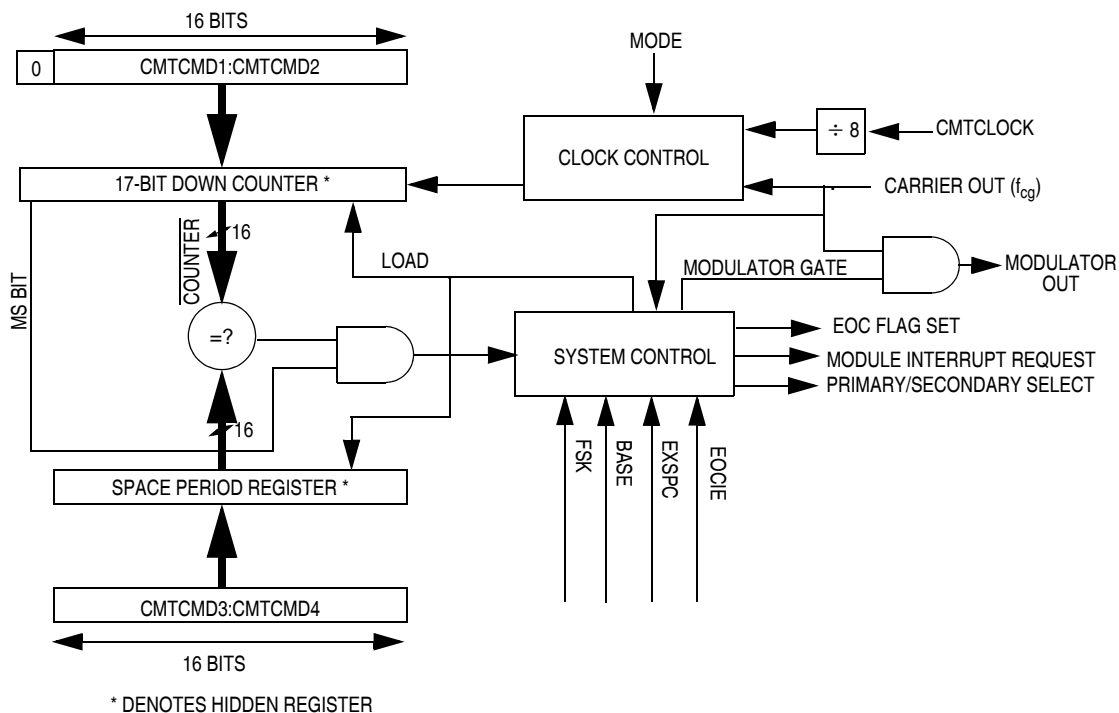 16 BITS
MODE
0
CMTCMD1:CMTCMD2
÷ 8
CMTCLOCK
CLOCK CONTROL
17-BIT DOWN COUNTER *
CARRIER OUT (fcg)
16
COUNTER
MS BIT
LOAD
MODULATOR GATE
MODULATOR
OUT
=?
EOC FLAG SET
SYSTEM CONTROL
MODULE INTERRUPT REQUEST
PRIMARY/SECONDARY SELECT
16
FSK
BASE
EXSPC
EOCIE
SPACE PERIOD REGISTER *
CMTCMD3:CMTCMD4
16 BITS
* DENOTES HIDDEN REGISTER